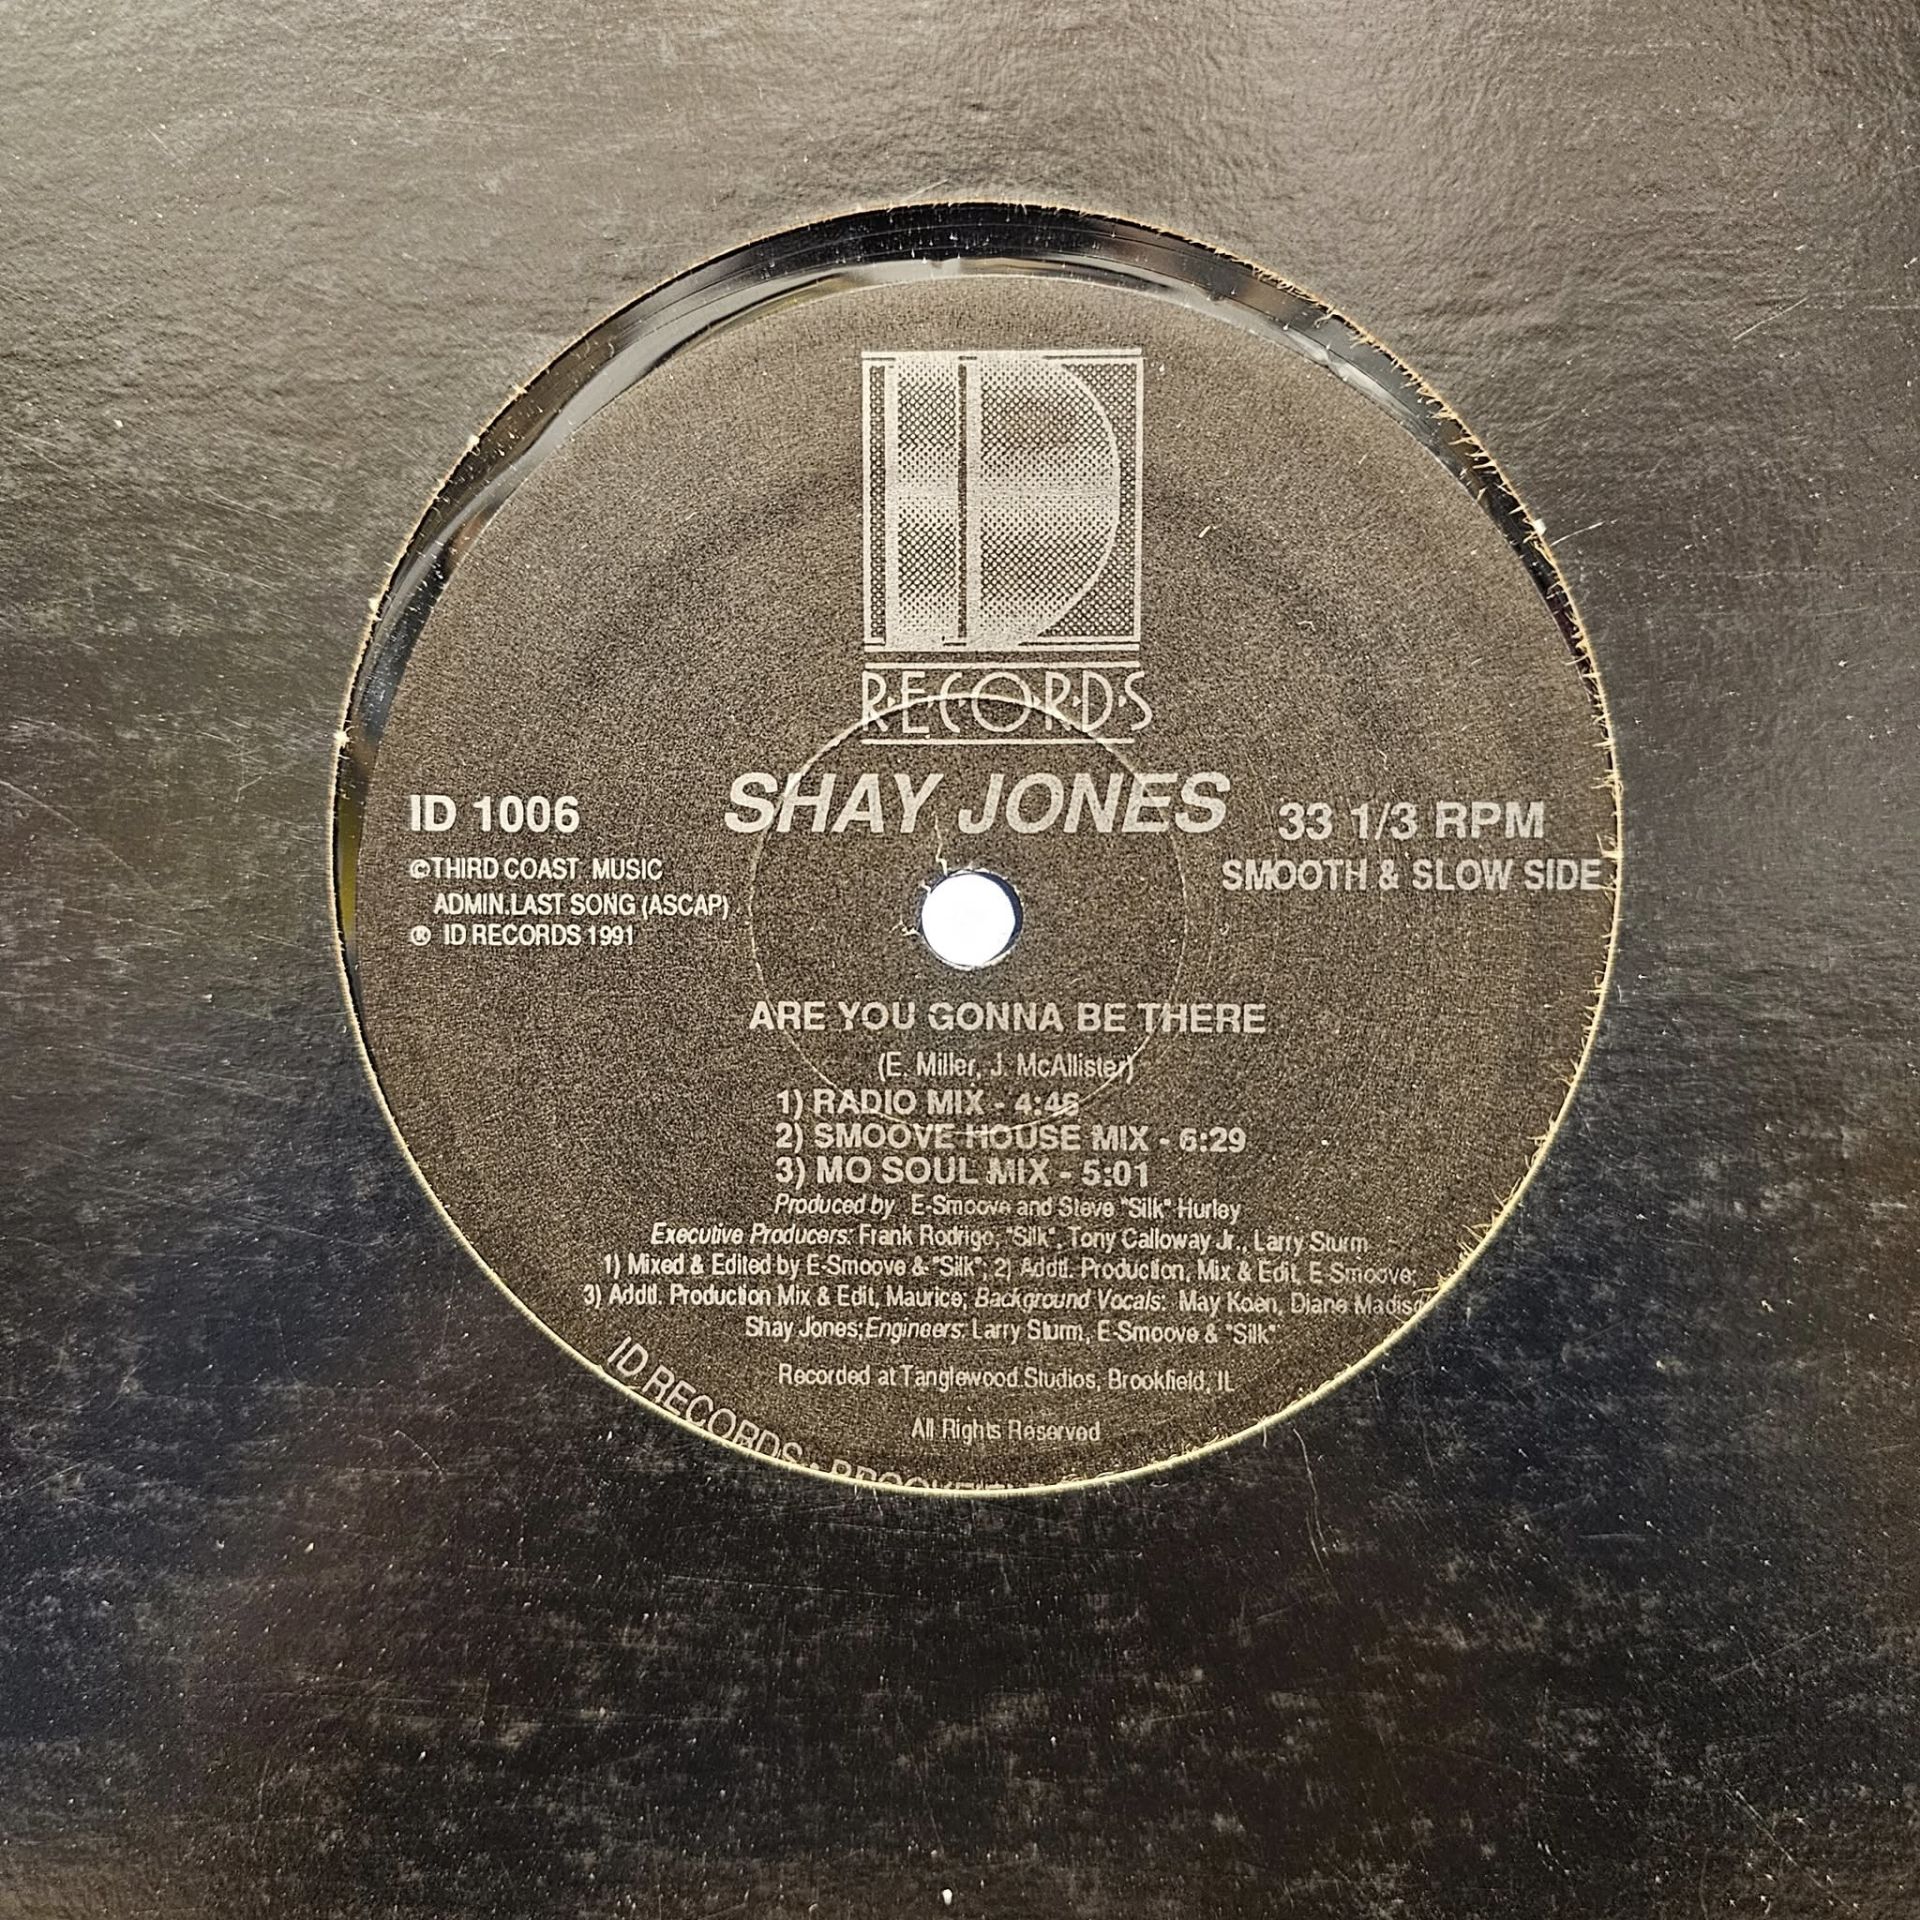 ID
R·E·C·O·R·D·S
SHAY JONES
ID 1006
33 1/3 RPM
©THIRD COAST MUSIC
SMOOTH & SLOW SIDE
ADMIN.LAST SONG (ASCAP)
® ID RECORDS 1991
ARE YOU GONNA BE THERE
(E. Miller, J. McAllister)
1) RADIO MIX - 4:46
2) SMOOVE HOUSE MIX - 6:29
3) MO SOUL MIX - 5:01
Produced by E-Smoove and Steve "Silk" Hurley
Executive Producers: Frank Rodrigo, "Silk", Tony Calloway Jr., Larry Sturm
1) Mixed & Edited by E-Smoove & "Silk"; 2) Addtl. Production, Mix & Edit, E-Smoove;
3) Addtl. Production Mix & Edit, Maurice; Background Vocals: May Koen, Diane
Shay Jones;Engineers: Larry Sturm, E-Smoove & "Silk"
Recorded at Tanglewood Studios, Brookfield, IL
All Rights Reserved
ID RECORDS ·